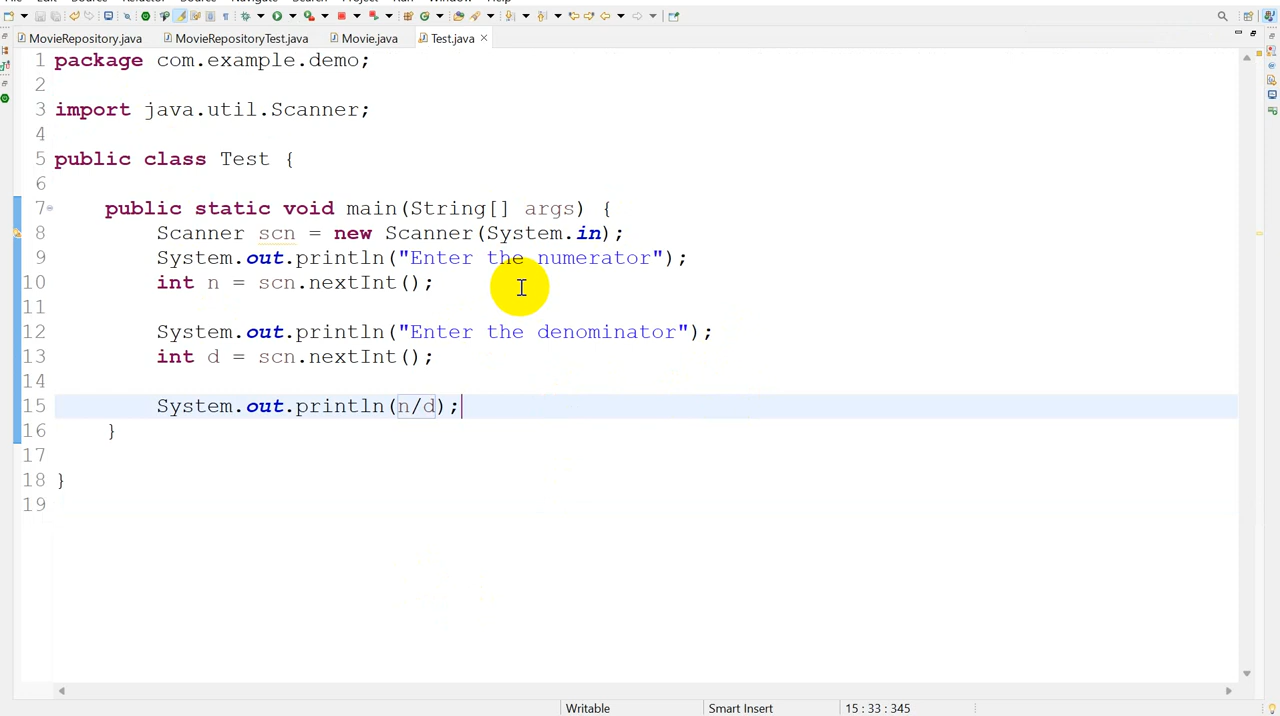 MovieRepository.java MovieRepositoryTest.java Movie.java Test.java
1 package com.example.demo;
2
3 import java.util.Scanner;
4
5 public class Test {
6
7 public static void main(String[] args) {
8 Scanner scn = new Scanner(System.in);
9 System.out.println("Enter the numerator");
10 int n = scn.nextInt();
11
12 System.out.println("Enter the denominator");
13 int d = scn.nextInt();
14
15 System.out.println(n/d);
16 }
17
18 }
19
Writable Smart Insert 15 : 33 : 345